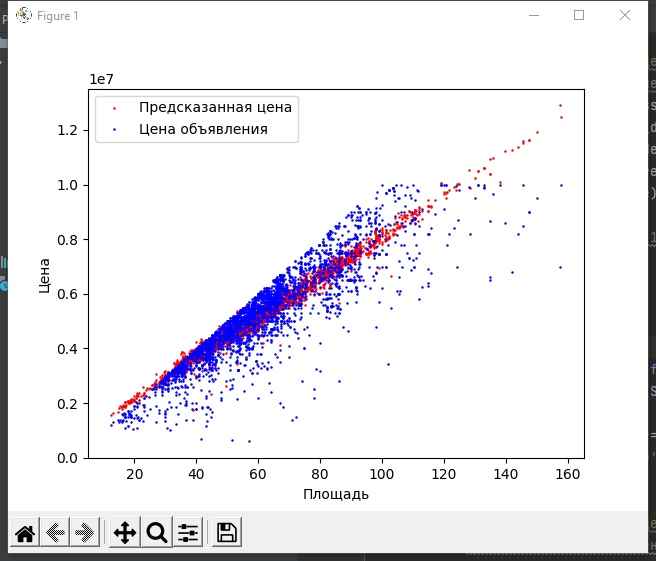 Figure 1
1e7
Предсказанная цена
Цена объявления
1.2
1.0
0.8
0.6
0.4
0.2
0.0
Цена
20 40 60 80 100 120 140 160
Площадь